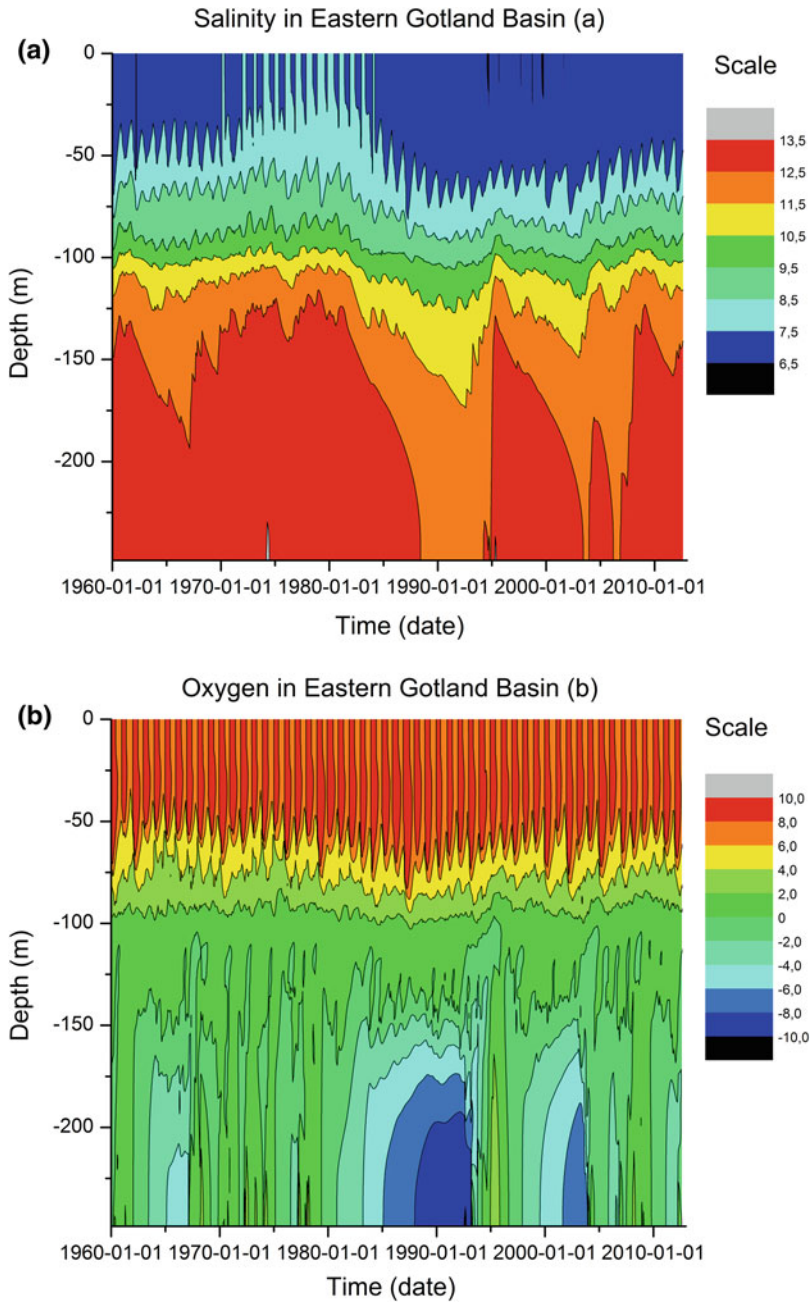 Salinity in Eastern Gotland Basin (a)
(a)
0
-50
-100
-150
-200
Depth (m)
1960-01-01 1970-01-01 1980-01-01 1990-01-01 2000-01-01 2010-01-01
Time (date)
Scale
13,5
12,5
11,5
10,5
9,5
8,5
7,5
6,5
Oxygen in Eastern Gotland Basin (b)
(b)
0
-50
-100
-150
-200
Depth (m)
1960-01-01 1970-01-01 1980-01-01 1990-01-01 2000-01-01 2010-01-01
Time (date)
Scale
10,0
8,0
6,0
4,0
2,0
0
-2,0
-4,0
-6,0
-8,0
-10,0